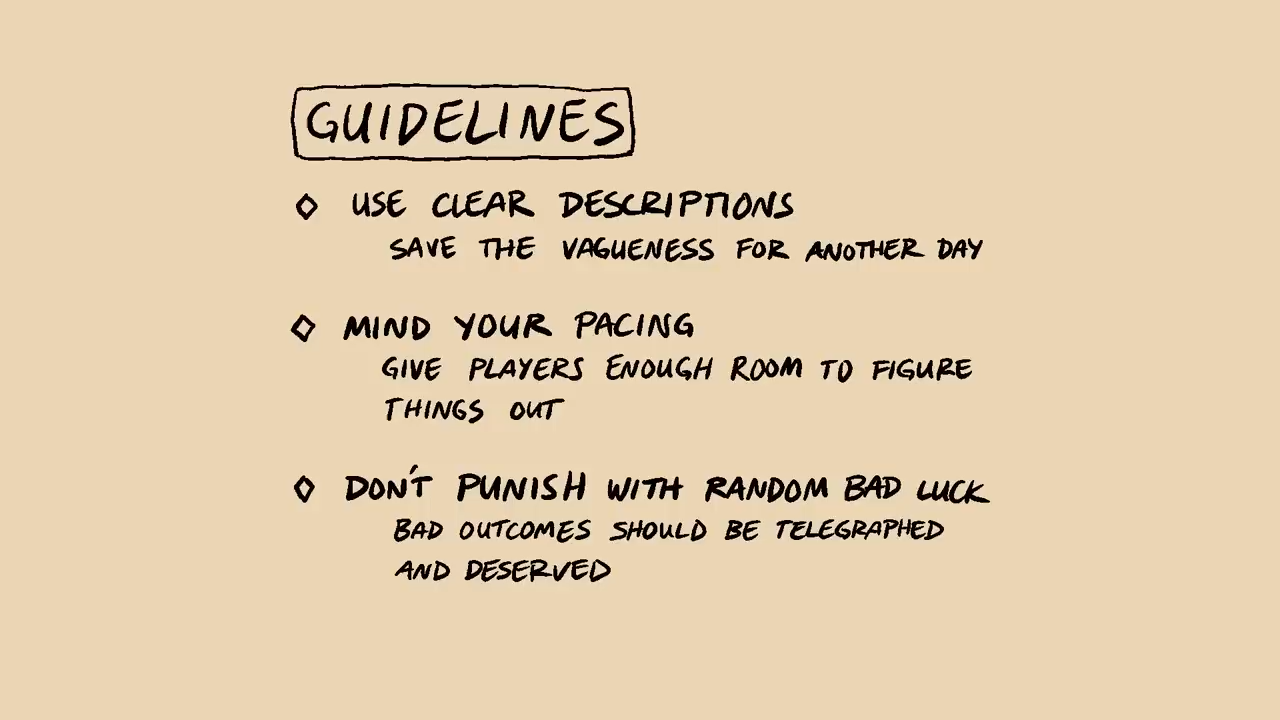 GUIDELINES
◇ USE CLEAR DESCRIPTIONS
SAVE THE VAGUENESS FOR ANOTHER DAY
◇ MIND YOUR PACING
GIVE PLAYERS ENOUGH ROOM TO FIGURE
THINGS OUT
◇ DON'T PUNISH WITH RANDOM BAD LUCK
BAD OUTCOMES SHOULD BE TELEGRAPHED
AND DESERVED